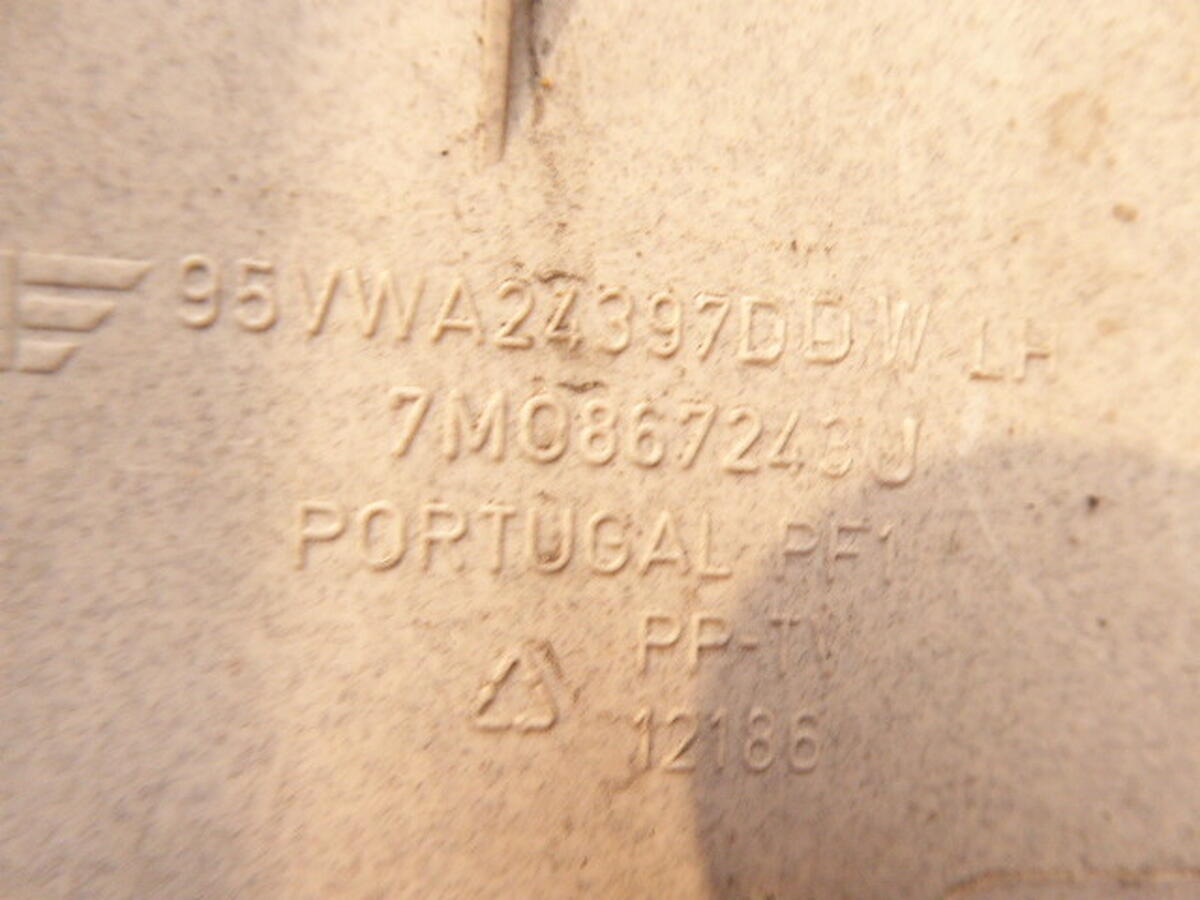 95VWA24397DDW LH
7M0867243J
PORTUGAL PF1
PP-TV
12186